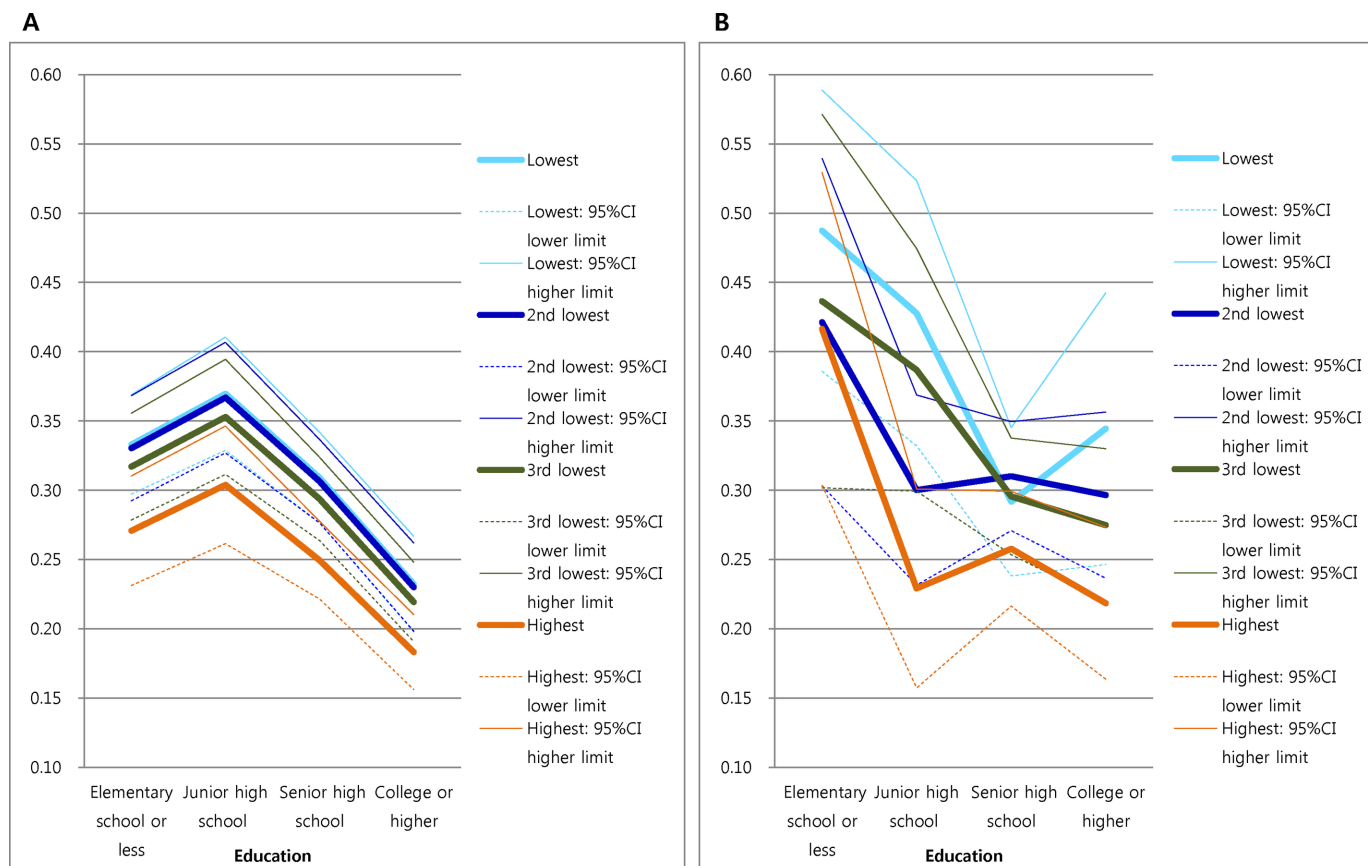 A
0.60
0.55
0.50
0.45
0.40
0.35
0.30
0.25
0.20
0.15
0.10
Elementary
school or
less
Junior high
school
Senior high
school
College or
higher
Education
Lowest
Lowest: 95%CI
lower limit
Lowest: 95%CI
higher limit
2nd lowest
2nd lowest: 95%CI
lower limit
2nd lowest: 95%CI
higher limit
3rd lowest
3rd lowest: 95%CI
lower limit
3rd lowest: 95%CI
higher limit
Highest
Highest: 95%CI
lower limit
Highest: 95%CI
higher limit
B
0.60
0.55
0.50
0.45
0.40
0.35
0.30
0.25
0.20
0.15
0.10
Elementary
school or
less
Junior high
school
Senior high
school
College or
higher
Education
Lowest
Lowest: 95%CI
lower limit
Lowest: 95%CI
higher limit
2nd lowest
2nd lowest: 95%CI
lower limit
2nd lowest: 95%CI
higher limit
3rd lowest
3rd lowest: 95%CI
lower limit
3rd lowest: 95%CI
higher limit
Highest
Highest: 95%CI
lower limit
Highest: 95%CI
higher limit